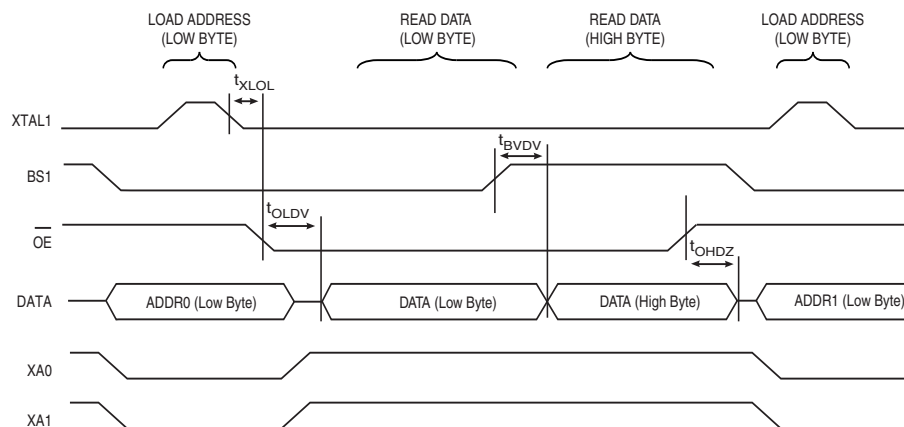 LOAD ADDRESS
(LOW BYTE)
READ DATA
(LOW BYTE)
READ DATA
(HIGH BYTE)
LOAD ADDRESS
(LOW BYTE)
tXLOL
XTAL1
tBVDV
BS1
tOLDV
OE
tOHDZ
DATA
ADDR0 (Low Byte)
DATA (Low Byte)
DATA (High Byte)
ADDR1 (Low Byte)
XA0
XA1